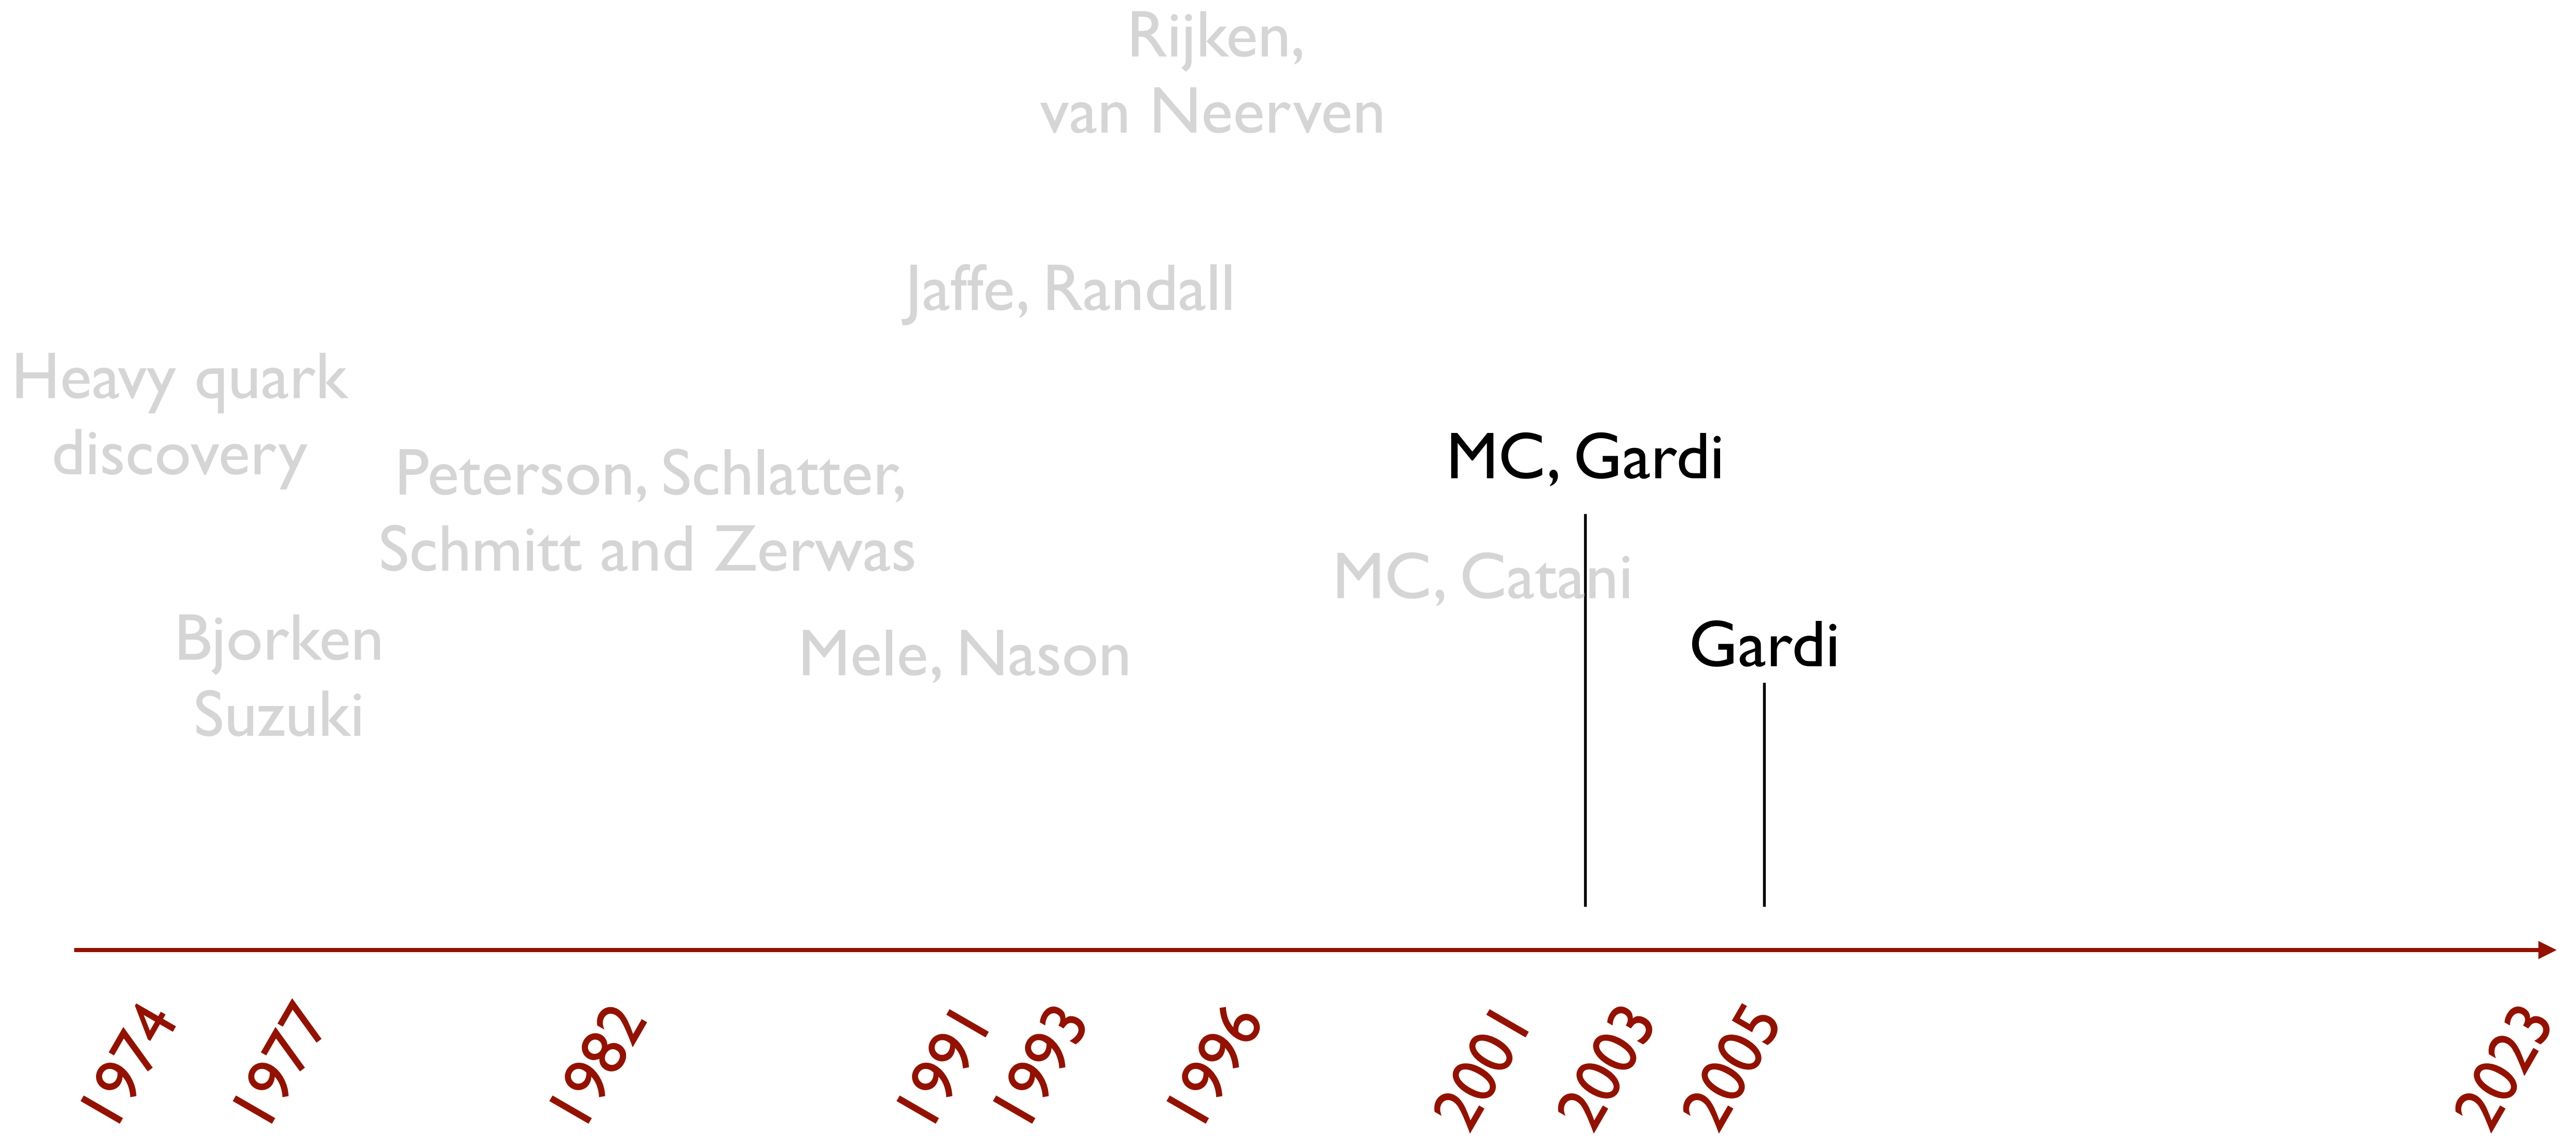 Rijken,
van Neerven
Jaffe, Randall
Heavy quark
discovery
Peterson, Schlatter,
Schmitt and Zerwas
MC, Gardi
MC, Catani
Bjorken
Suzuki
Mele, Nason
Gardi
1974
1977
1982
1991
1993
1996
2001
2003
2005
2023